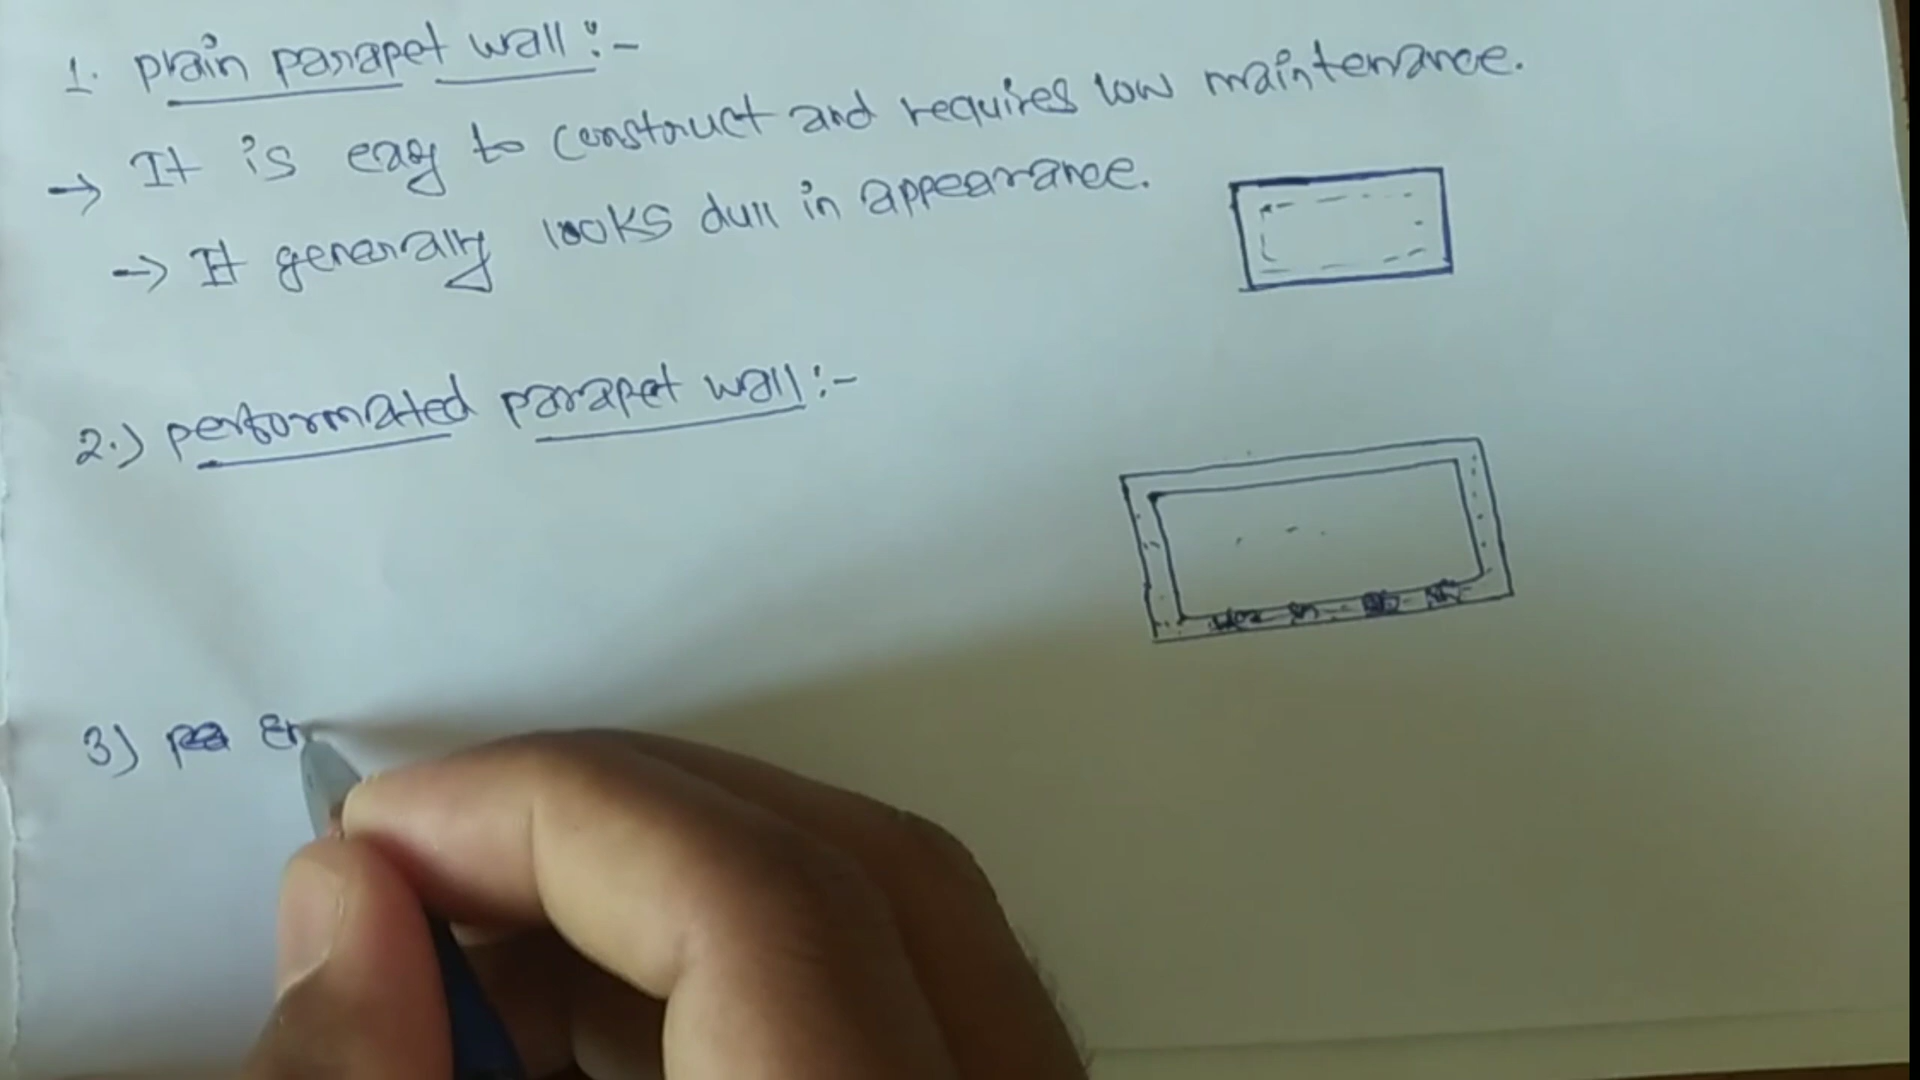 1. plain parapet wall :-
→ It is easy to construct and requires low maintenance.
→ It generally looks dull in appearance.
2.) performated parapet wall :-
3)